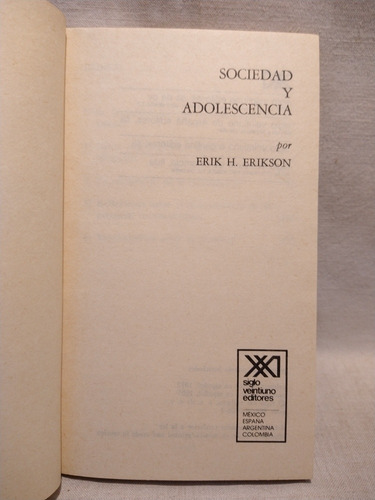 SOCIEDAD
Y
ADOLESCENCIA
por
ERIK H. ERIKSON
siglo
veintiuno
editores
MEXICO
ESPAÑA
ARGENTINA
COLOMBIA